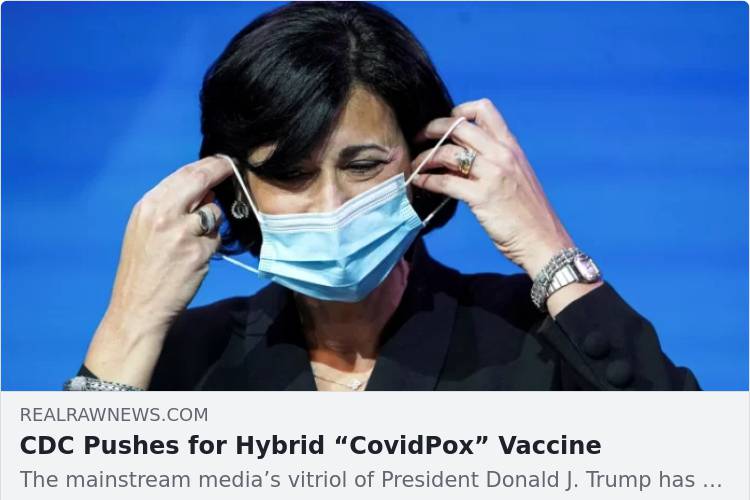 REALRAWNEWS.COM
CDC Pushes for Hybrid “CovidPox” Vaccine
The mainstream media’s vitriol of President Donald J. Trump has ...